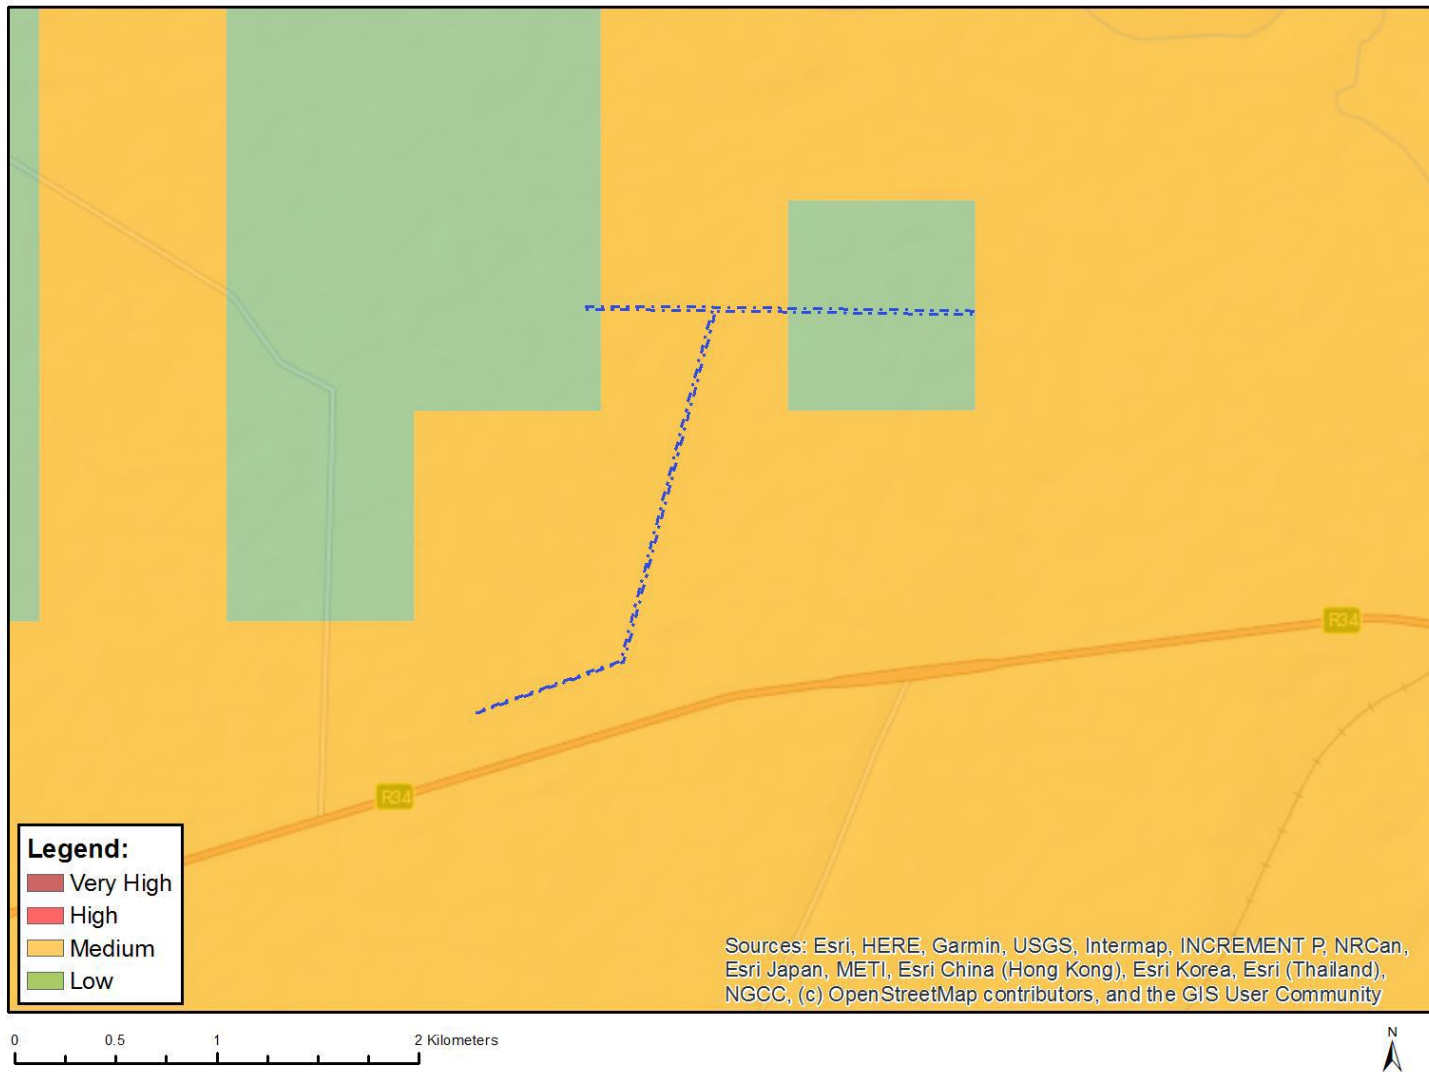 R34
R34
Legend:
Very High
High
Medium
Low
Sources: Esri, HERE, Garmin, USGS, Intermap, INCREMENT P, NRCan,
Esri Japan, METI, Esri China (Hong Kong), Esri Korea, Esri (Thailand),
NGCC, (c) OpenStreetMap contributors, and the GIS User Community
0 0.5 1 2 Kilometers
N